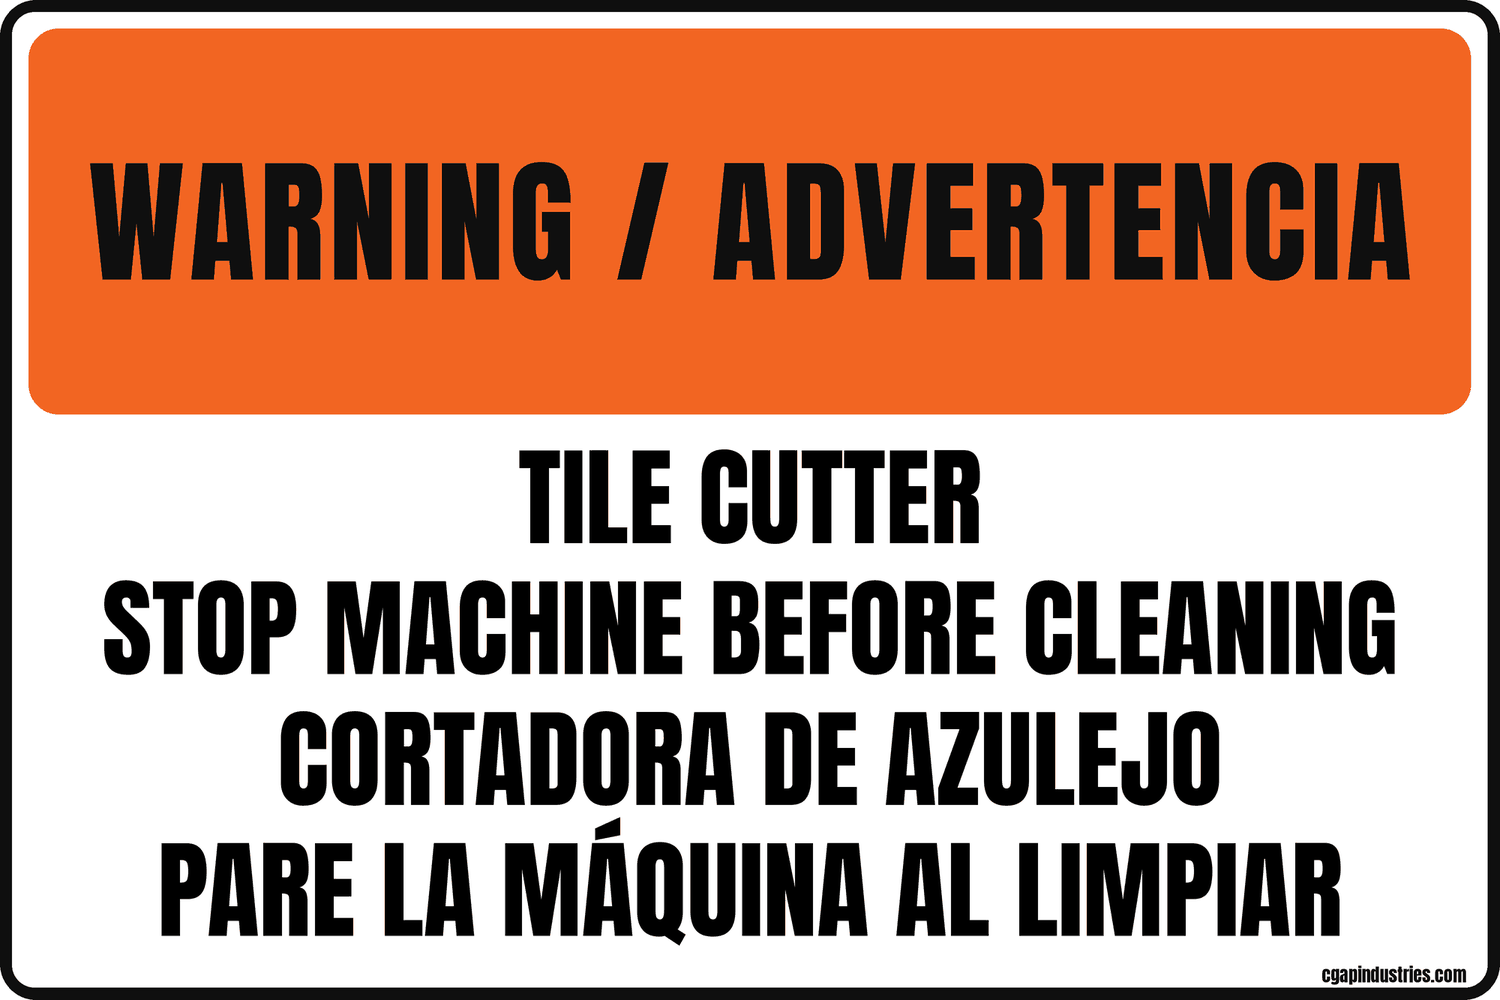 WARNING / ADVERTENCIA
TILE CUTTER
STOP MACHINE BEFORE CLEANING
CORTADORA DE AZULEJO
PARE LA MÁQUINA AL LIMPIAR
cgapindustries.com